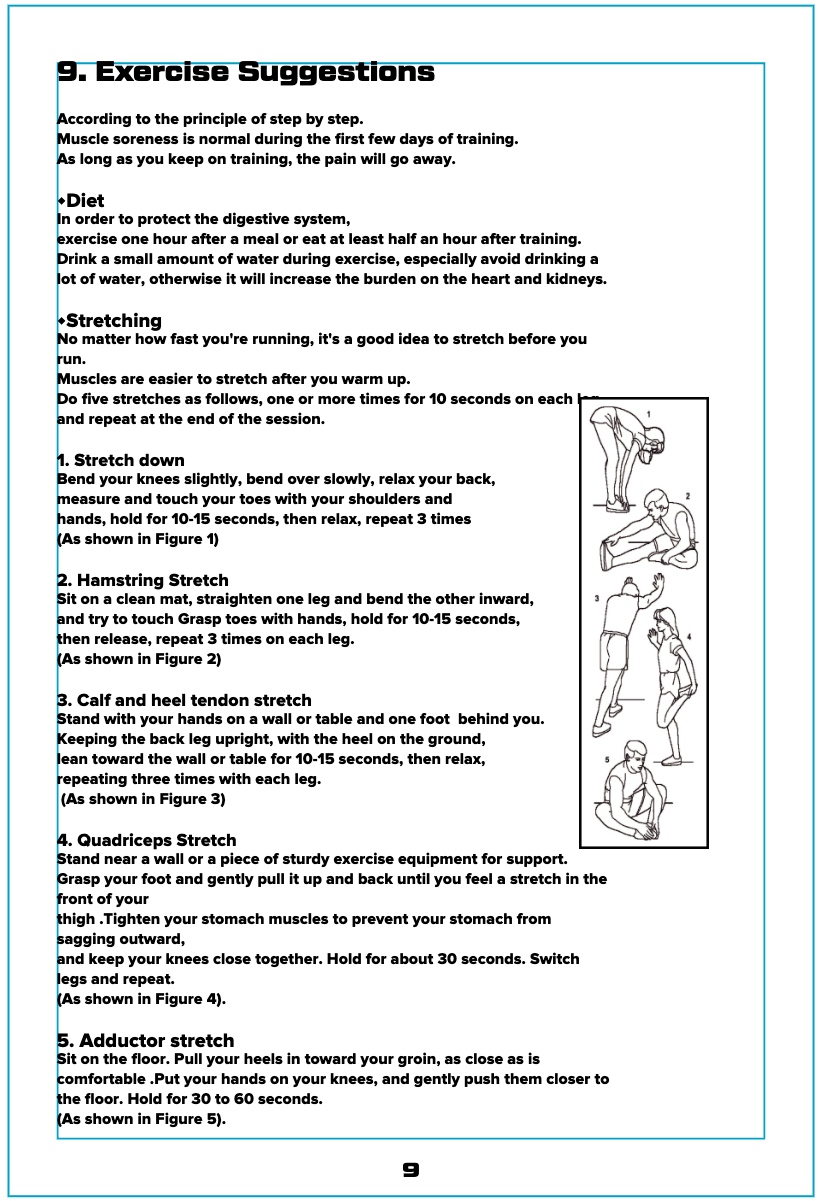 9. Exercise Suggestions
According to the principle of step by step.
Muscle soreness is normal during the first few days of training.
As long as you keep on training, the pain will go away.
◆Diet
In order to protect the digestive system,
exercise one hour after a meal or eat at least half an hour after training.
Drink a small amount of water during exercise, especially avoid drinking a
lot of water, otherwise it will increase the burden on the heart and kidneys.
◆Stretching
No matter how fast you're running, it's a good idea to stretch before you
run.
Muscles are easier to stretch after you warm up.
Do five stretches as follows, one or more times for 10 seconds on each
and repeat at the end of the session.
1. Stretch down
Bend your knees slightly, bend over slowly, relax your back,
measure and touch your toes with your shoulders and
hands, hold for 10-15 seconds, then relax, repeat 3 times
(As shown in Figure 1)
2. Hamstring Stretch
Sit on a clean mat, straighten one leg and bend the other inward,
and try to touch Grasp toes with hands, hold for 10-15 seconds,
then release, repeat 3 times on each leg.
(As shown in Figure 2)
3. Calf and heel tendon stretch
Stand with your hands on a wall or table and one foot  behind you.
Keeping the back leg upright, with the heel on the ground,
lean toward the wall or table for 10-15 seconds, then relax,
repeating three times with each leg.
(As shown in Figure 3)
4. Quadriceps Stretch
Stand near a wall or a piece of sturdy exercise equipment for support.
Grasp your foot and gently pull it up and back until you feel a stretch in the
front of your
thigh .Tighten your stomach muscles to prevent your stomach from
sagging outward,
and keep your knees close together. Hold for about 30 seconds. Switch
legs and repeat.
(As shown in Figure 4).
5. Adductor stretch
Sit on the floor. Pull your heels in toward your groin, as close as is
comfortable .Put your hands on your knees, and gently push them closer to
the floor. Hold for 30 to 60 seconds.
(As shown in Figure 5).
1
2
3
4
5
9